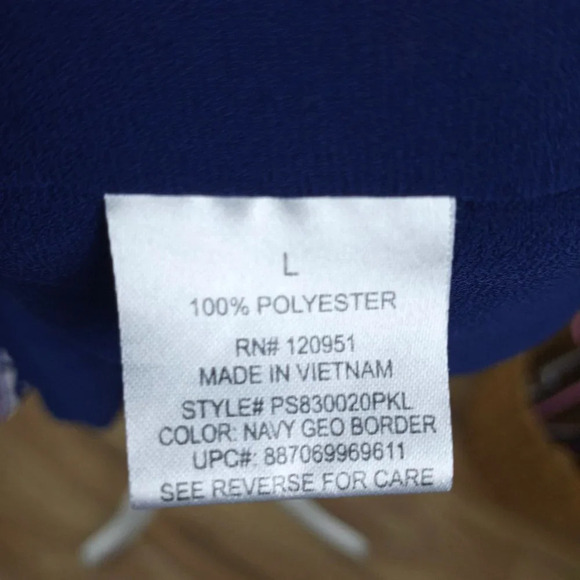 L
100% POLYESTER
RN# 120951
MADE IN VIETNAM
STYLE# PS830020PKL
COLOR: NAVY GEO BORDER
UPC#: 887069969611
SEE REVERSE FOR CARE